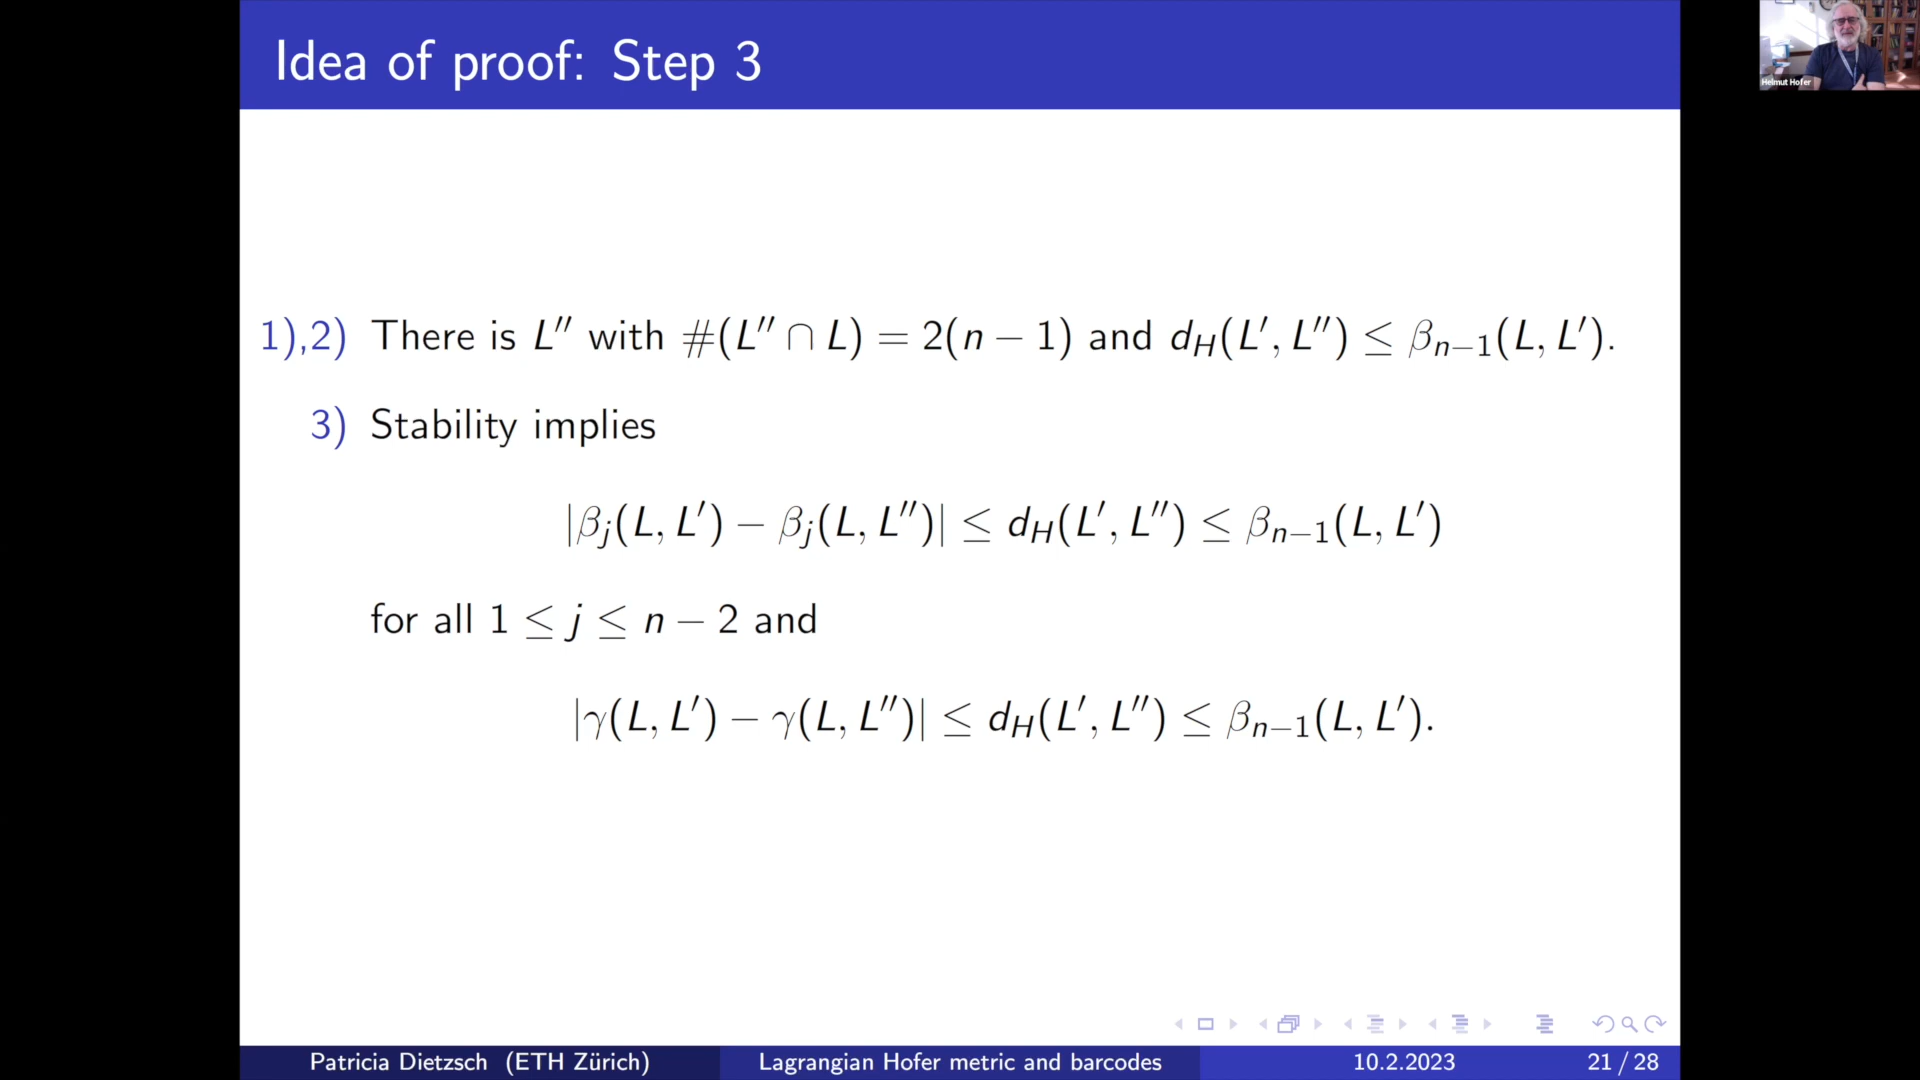 Idea of proof: Step 3
Helmut Hofer
1),2) There is L″ with #(L″ ∩ L) = 2(n − 1) and d_H(L′, L″) ≤ β_{n−1}(L, L′).
3) Stability implies
|β_j(L, L′) − β_j(L, L″)| ≤ d_H(L′, L″) ≤ β_{n−1}(L, L′)
for all 1 ≤ j ≤ n − 2 and
|γ(L, L′) − γ(L, L″)| ≤ d_H(L′, L″) ≤ β_{n−1}(L, L′).
Patricia Dietzsch (ETH Zürich) Lagrangian Hofer metric and barcodes 10.2.2023 21 / 28